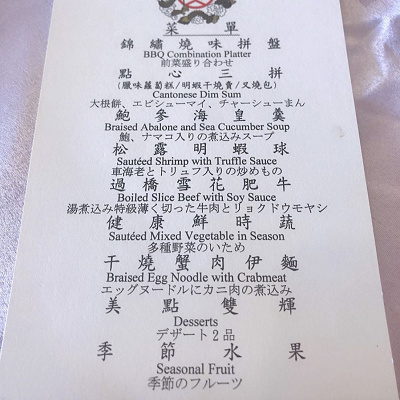 菜單
錦繡燒味拼盤
BBQ Combination Platter
前菜盛り合わせ
點心三拼
(臘味蘿蔔糕/明蝦干燒賣/叉燒包)
Cantonese Dim Sum
大根餅、エビシューマイ、チャーシューまん
鮑參海皇羹
Braised Abalone and Sea Cucumber Soup
鮑、ナマコ入りの煮込みスープ
松露明蝦球
Sautéed Shrimp with Truffle Sauce
車海老とトリュフ入りの炒めもの
過橋雪花肥牛
Boiled Slice Beef with Soy Sauce
湯煮込み特級薄く切った牛肉とリョクドウモヤシ
健康鮮時蔬
Sautéed Mixed Vegetable in Season
多種野菜のいため
干燒蟹肉伊麵
Braised Egg Noodle with Crabmeat
エッグヌードルにカニ肉の煮込み
美點雙輝
Desserts
デザート2品
季節水果
Seasonal Fruit
季節のフルーツ